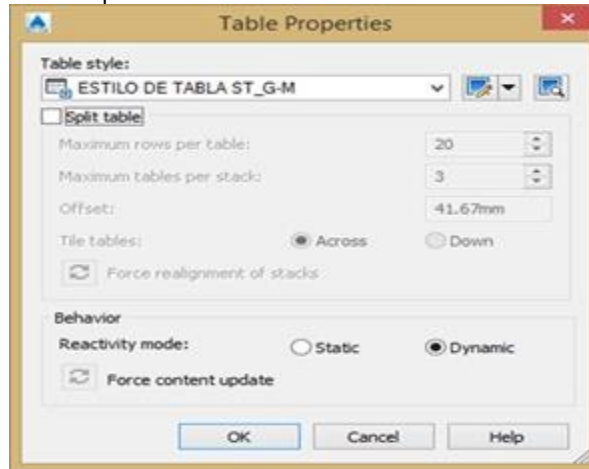 Table Properties
Table style:
ESTILO DE TABLA ST_G-M
Split table
Maximum rows per table: 20
Maximum tables per stack: 3
Offset: 41.67mm
Tile tables: Across Down
Force realignment of stacks
Behavior
Reactivity mode: Static Dynamic
Force content update
OK Cancel Help